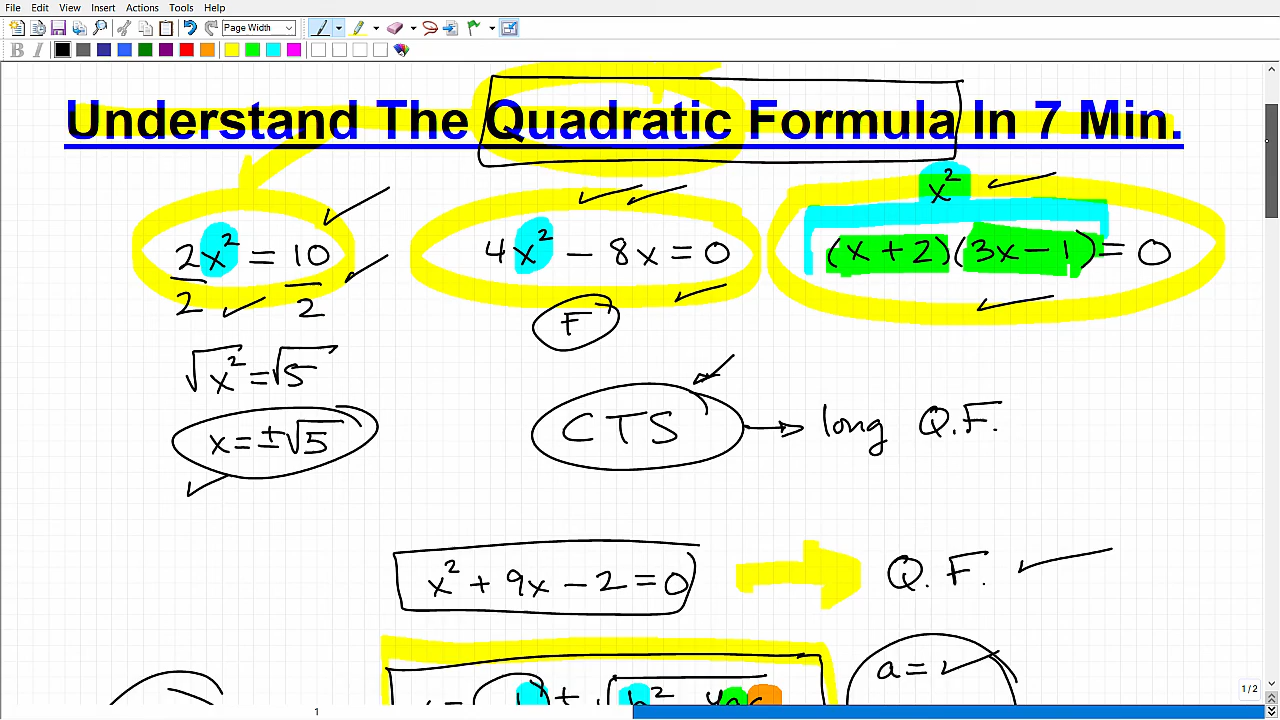 File Edit View Insert Actions Tools Help
Page Width
B I
Understand The Quadratic Formula In 7 Min.
x²
2x² = 10
4x² − 8x = 0
(x + 2)(3x − 1) = 0
2 2
F
√x² = √5
CTS → long Q.F.
x = ±√5
x² + 9x − 2 = 0
Q.F.
a =
1/2
1